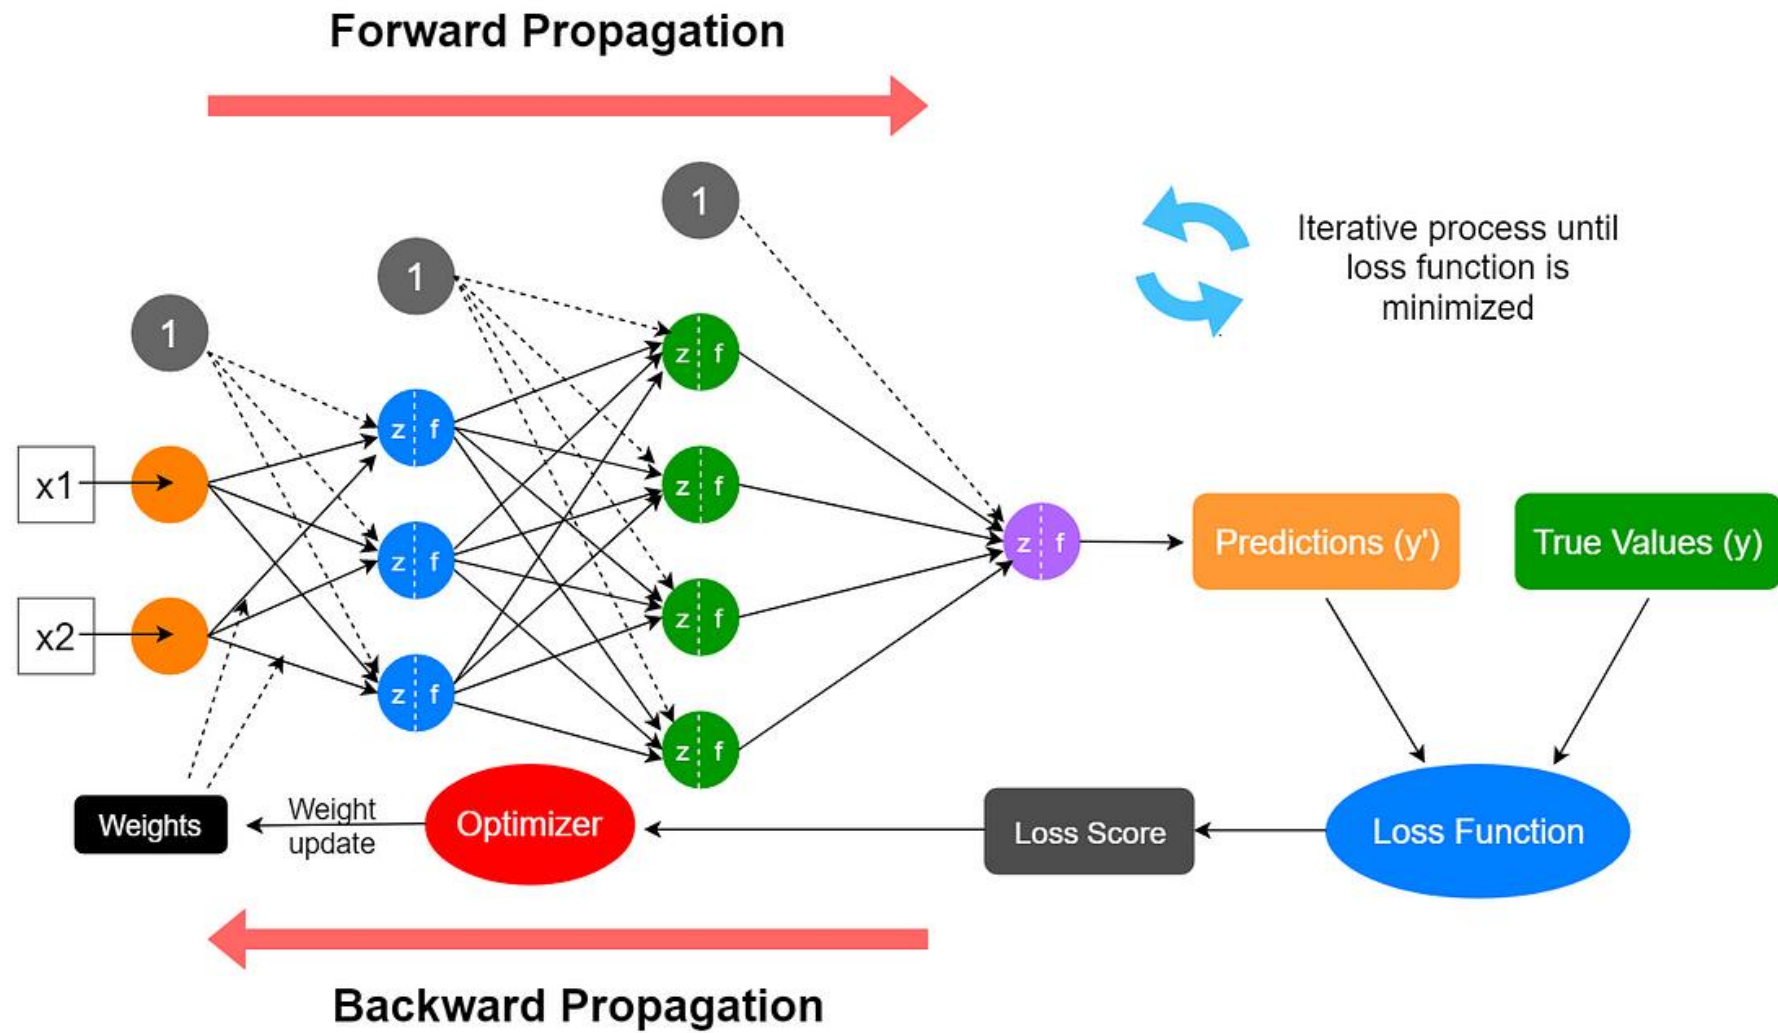 Forward Propagation
1
1
1
Iterative process until
loss function is
minimized
z f
z f
z f
z f
z f
z f
z f
z f
x1
x2
Predictions (y')
True Values (y)
Weights
Weight
update
Optimizer
Loss Score
Loss Function
Backward Propagation